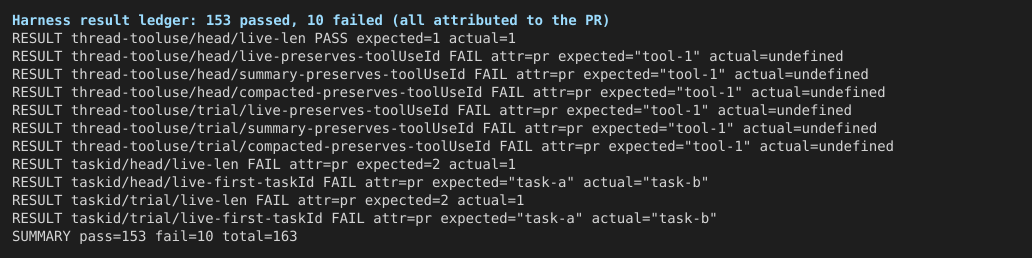 Harness result ledger: 153 passed, 10 failed (all attributed to the PR)
RESULT thread-tooluse/head/live-len PASS expected=1 actual=1
RESULT thread-tooluse/head/live-preserves-toolUseId FAIL attr=pr expected="tool-1" actual=undefined
RESULT thread-tooluse/head/summary-preserves-toolUseId FAIL attr=pr expected="tool-1" actual=undefined
RESULT thread-tooluse/head/compacted-preserves-toolUseId FAIL attr=pr expected="tool-1" actual=undefined
RESULT thread-tooluse/trial/live-preserves-toolUseId FAIL attr=pr expected="tool-1" actual=undefined
RESULT thread-tooluse/trial/summary-preserves-toolUseId FAIL attr=pr expected="tool-1" actual=undefined
RESULT thread-tooluse/trial/compacted-preserves-toolUseId FAIL attr=pr expected="tool-1" actual=undefined
RESULT taskid/head/live-len FAIL attr=pr expected=2 actual=1
RESULT taskid/head/live-first-taskId FAIL attr=pr expected="task-a" actual="task-b"
RESULT taskid/trial/live-len FAIL attr=pr expected=2 actual=1
RESULT taskid/trial/live-first-taskId FAIL attr=pr expected="task-a" actual="task-b"
SUMMARY pass=153 fail=10 total=163